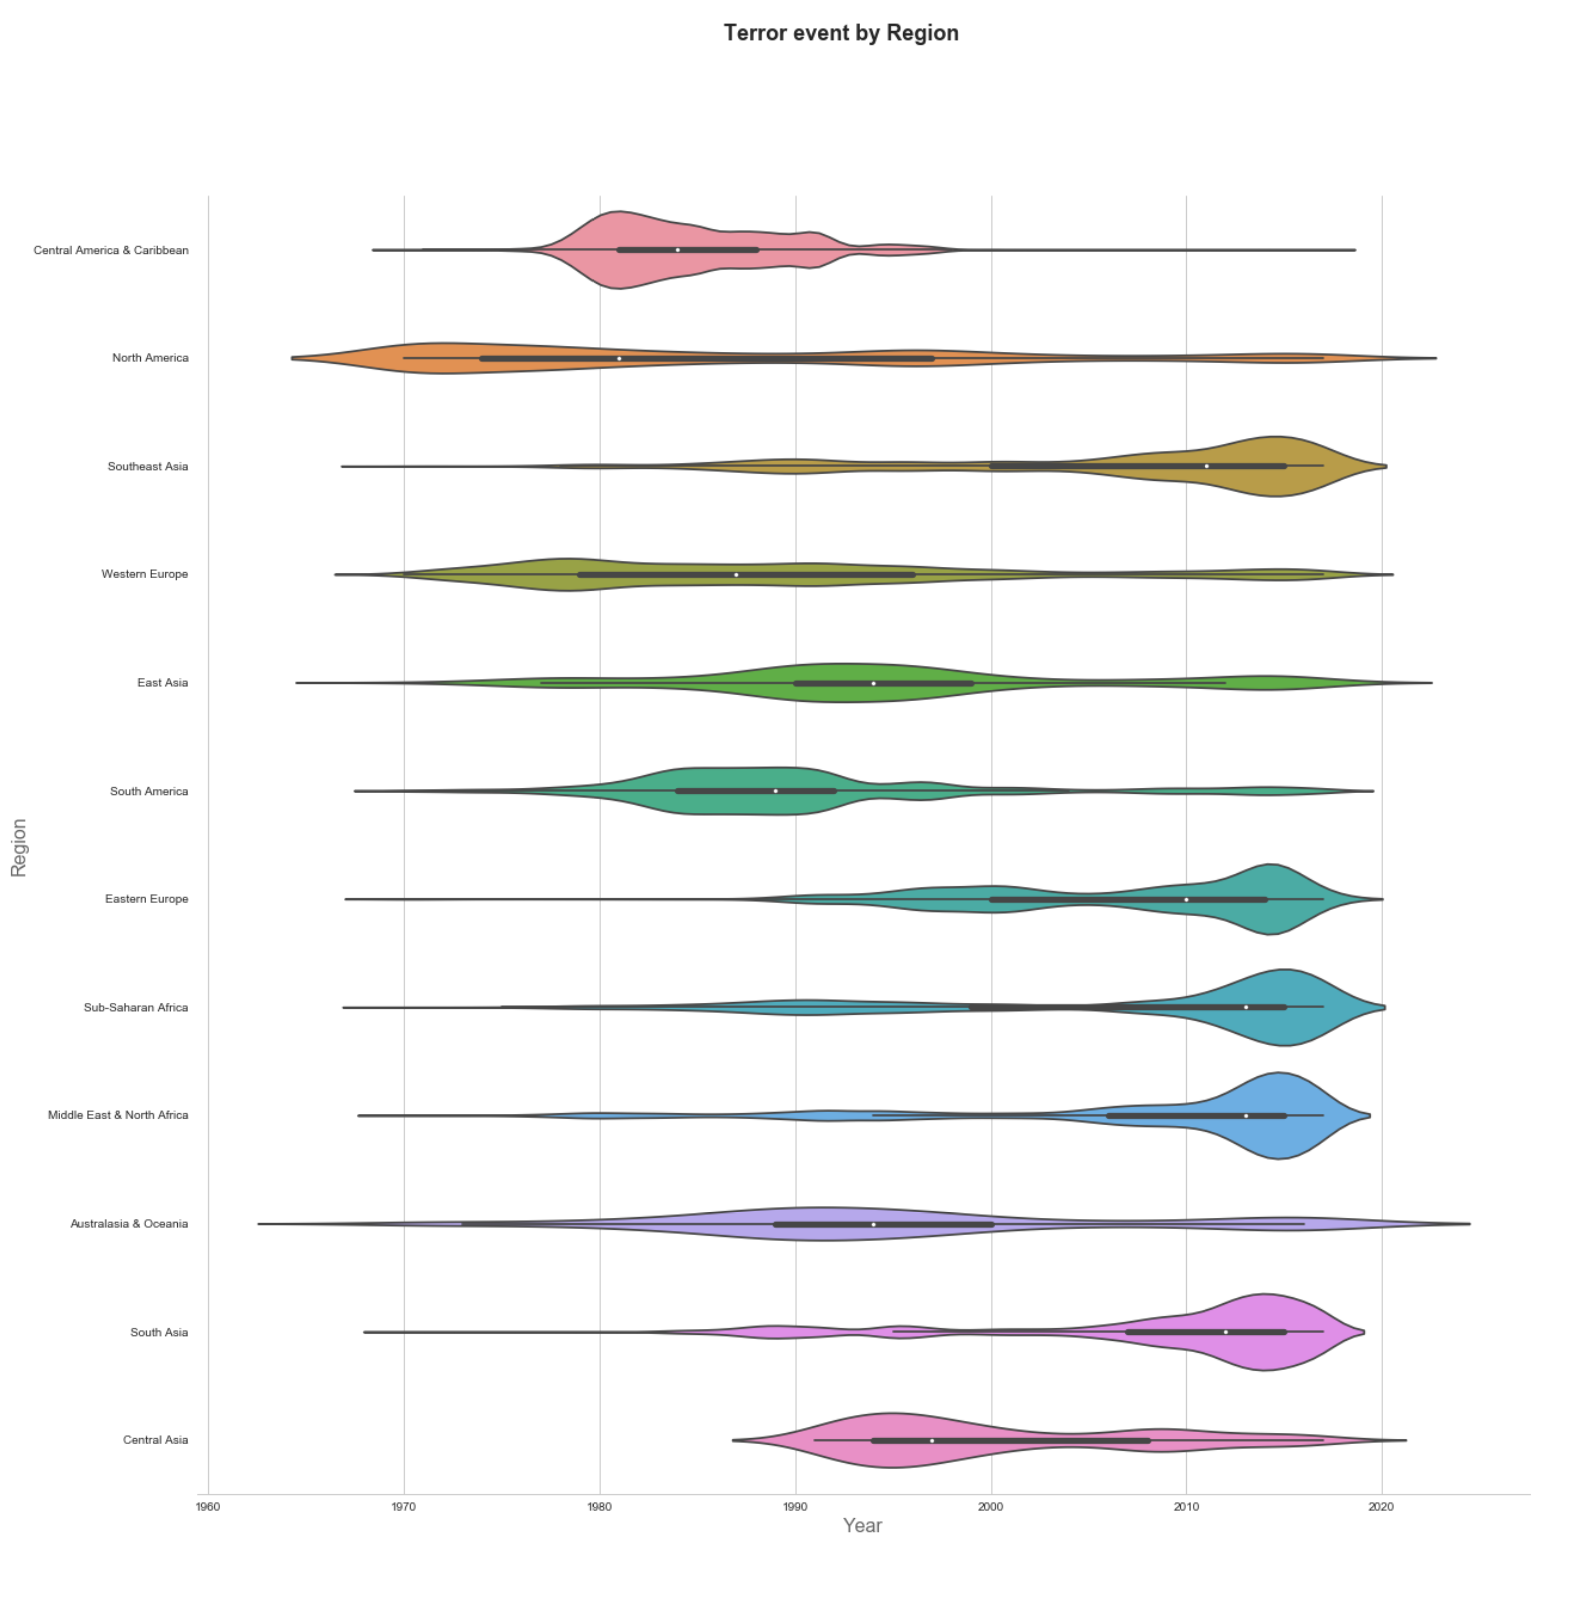 Terror event by Region
Central America & Caribbean
North America
Southeast Asia
Western Europe
East Asia
South America
Region
Eastern Europe
Sub-Saharan Africa
Middle East & North Africa
Australasia & Oceania
South Asia
Central Asia
1960 1970 1980 1990 2000 2010 2020
Year